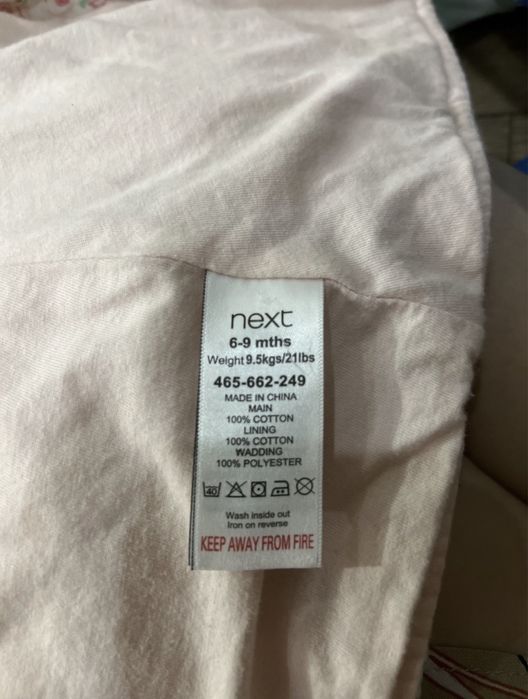 next
6-9 mths
Weight 9.5kgs/21lbs
465-662-249
MADE IN CHINA
MAIN
100% COTTON
LINING
100% COTTON
WADDING
100% POLYESTER
40
Wash inside out
Iron on reverse
KEEP AWAY FROM FIRE